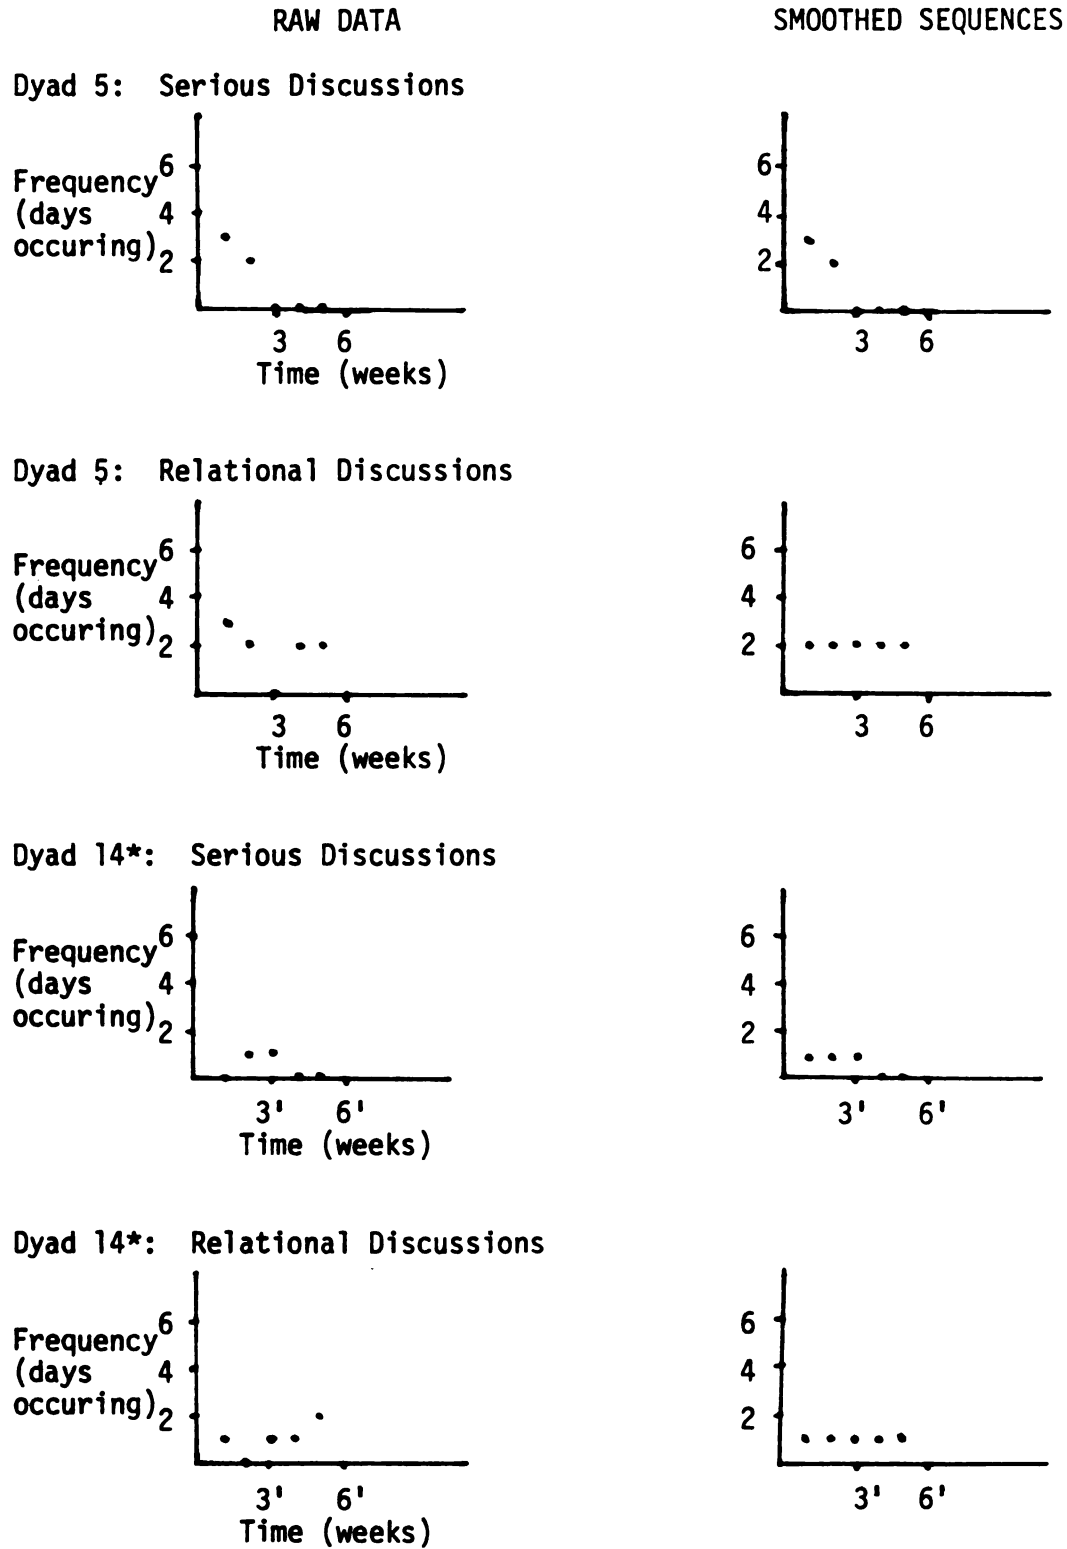 RAW DATA SMOOTHED SEQUENCES
Dyad 5: Serious Discussions
6 6
Frequency
(days 4 4
occuring) 2 2
3 6 3 6
Time (weeks)
Dyad 5: Relational Discussions
6 6
Frequency
(days 4 4
occuring) 2 2
3 6 3 6
Time (weeks)
Dyad 14*: Serious Discussions
6 6
Frequency
(days 4 4
occuring) 2 2
3' 6' 3' 6'
Time (weeks)
Dyad 14*: Relational Discussions
6 6
Frequency
(days 4 4
occuring) 2 2
3' 6' 3' 6'
Time (weeks)